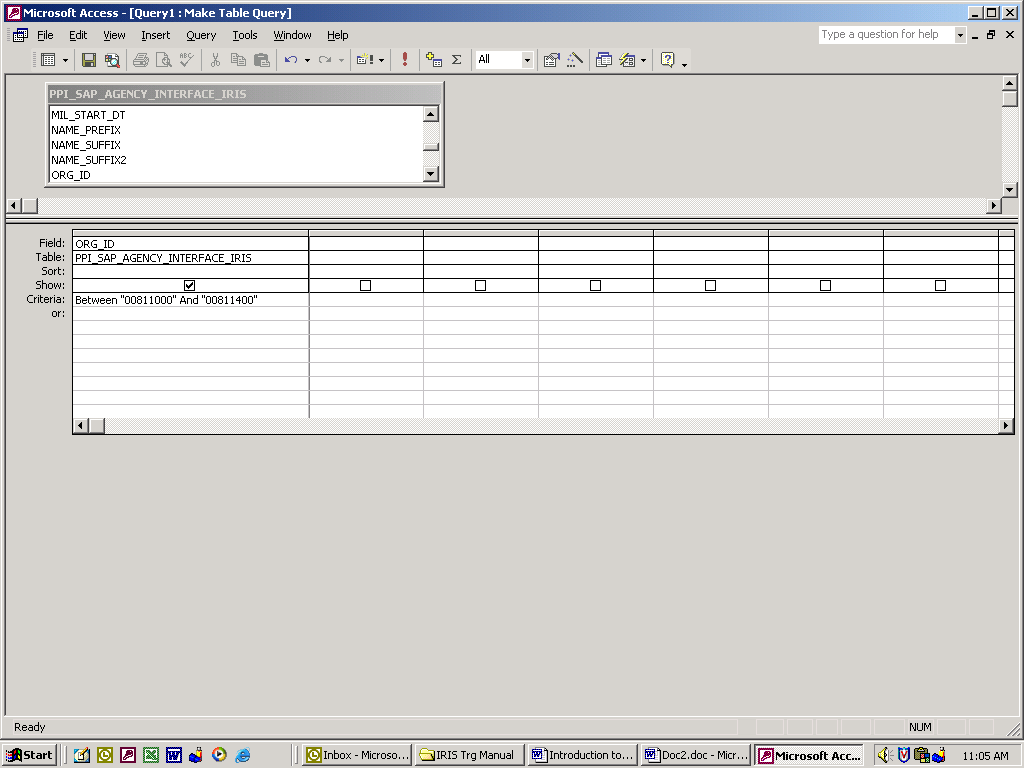 Microsoft Access - [Query1 : Make Table Query]
File Edit View Insert Query Tools Window Help
Type a question for help
All
PPI_SAP_AGENCY_INTERFACE_IRIS
MIL_START_DT
NAME_PREFIX
NAME_SUFFIX
NAME_SUFFIX2
ORG_ID
Field: ORG_ID
Table: PPI_SAP_AGENCY_INTERFACE_IRIS
Sort:
Show:
Criteria: Between "00811000" And "00811400"
or:
Ready NUM
Start Inbox - Microso... IRIS Trg Manual Introduction to... Doc2.doc - Micr... Microsoft Acc... 11:05 AM